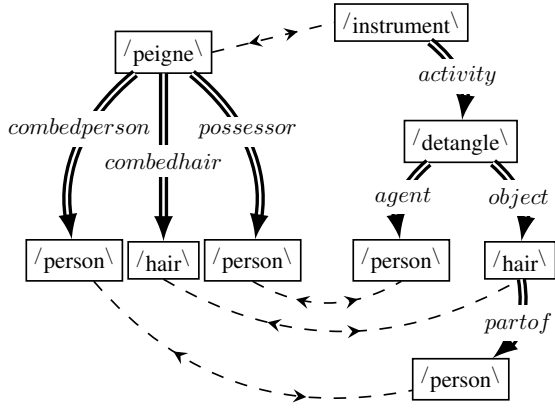 /instrument\
/peigne\
activity
combedperson
possessor
/detangle\
combedhair
agent
object
/person\
/hair\
/person\
/person\
/hair\
partof
/person\